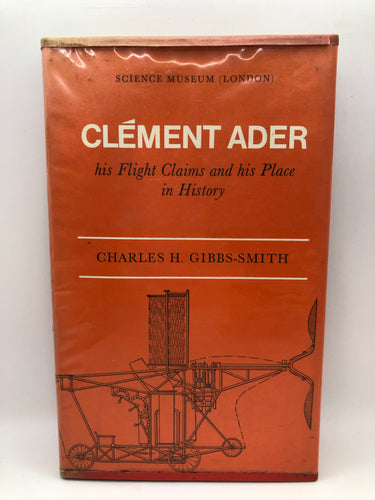 SCIENCE MUSEUM (LONDON)
CLÉMENT ADER
his Flight Claims and his Place
in History
CHARLES H. GIBBS-SMITH